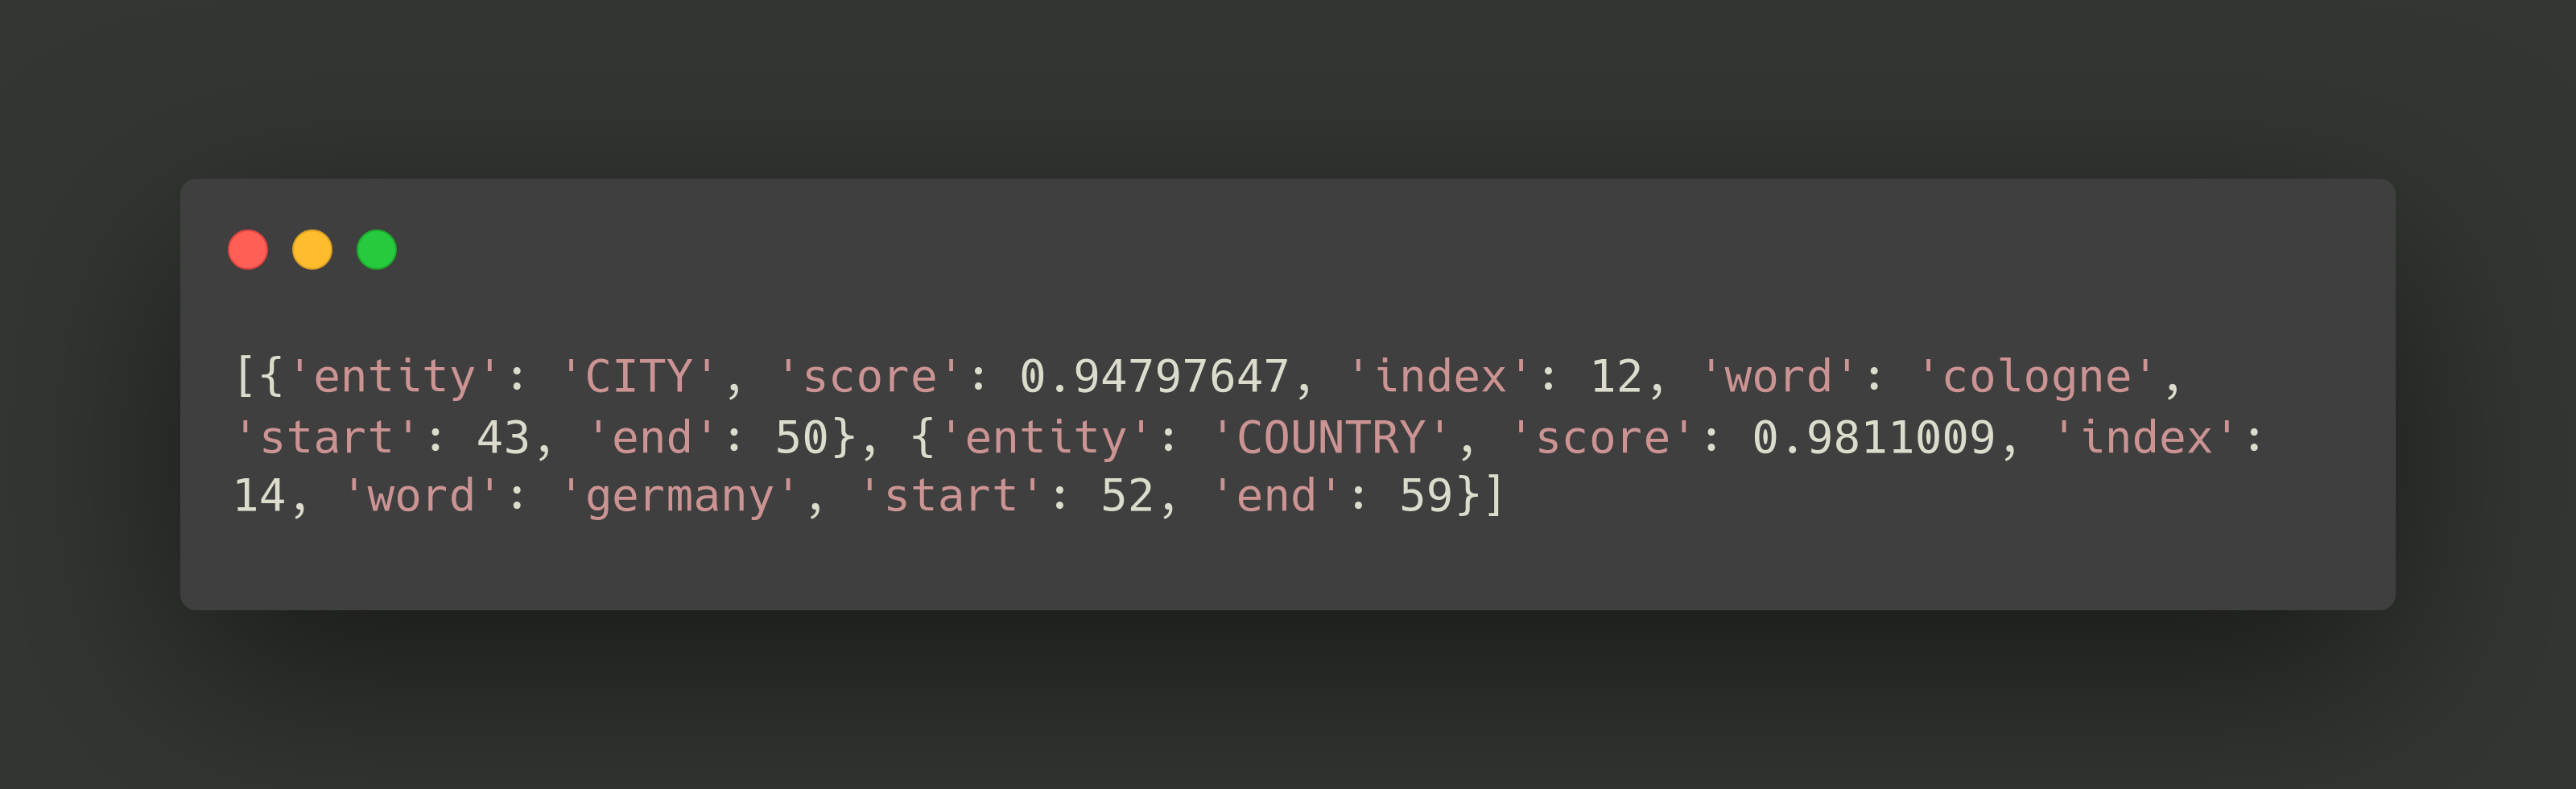 [{'entity': 'CITY', 'score': 0.94797647, 'index': 12, 'word': 'cologne',
'start': 43, 'end': 50}, {'entity': 'COUNTRY', 'score': 0.9811009, 'index':
14, 'word': 'germany', 'start': 52, 'end': 59}]